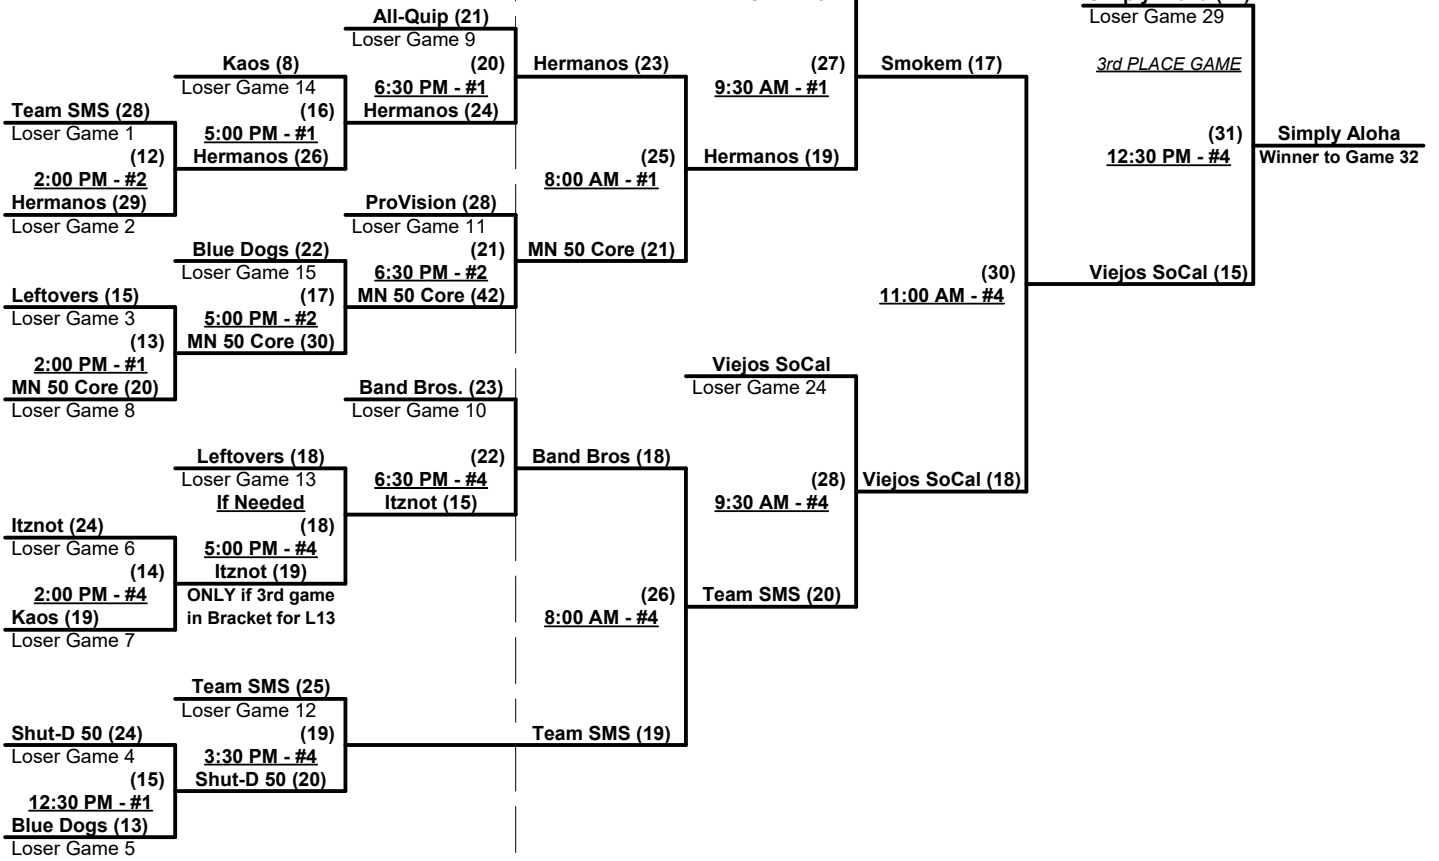 All-Quip (21)
Loser Game 9
(20)
6:30 PM - #1
Hermanos (24)
Kaos (8)
Loser Game 14
(16)
5:00 PM - #1
Hermanos (26)
Team SMS (28)
Loser Game 1
(12)
2:00 PM - #2
Hermanos (29)
Loser Game 2
ProVision (28)
Loser Game 11
(21)
6:30 PM - #2
MN 50 Core (42)
Blue Dogs (22)
Loser Game 15
(17)
5:00 PM - #2
MN 50 Core (30)
Leftovers (15)
Loser Game 3
(13)
2:00 PM - #1
MN 50 Core (20)
Loser Game 8
Band Bros. (23)
Loser Game 10
(22)
6:30 PM - #4
Itznot (15)
Leftovers (18)
Loser Game 13
If Needed
(18)
5:00 PM - #4
Itznot (19)
ONLY if 3rd game
in Bracket for L13
Itznot (24)
Loser Game 6
(14)
2:00 PM - #4
Kaos (19)
Loser Game 7
Team SMS (25)
Loser Game 12
(19)
3:30 PM - #4
Shut-D 50 (20)
Shut-D 50 (24)
Loser Game 4
(15)
12:30 PM - #1
Blue Dogs (13)
Loser Game 5
Hermanos (23)
(25)
8:00 AM - #1
MN 50 Core (21)
Band Bros (18)
(26)
8:00 AM - #4
Team SMS (19)
(27)
9:30 AM - #1
Hermanos (19)
Viejos SoCal
Loser Game 24
(28)
9:30 AM - #4
Team SMS (20)
Smokem (17)
(30)
11:00 AM - #4
Viejos SoCal (18)
Loser Game 29
3rd PLACE GAME
(31)
12:30 PM - #4
Viejos SoCal (15)
Simply Aloha
Winner to Game 32